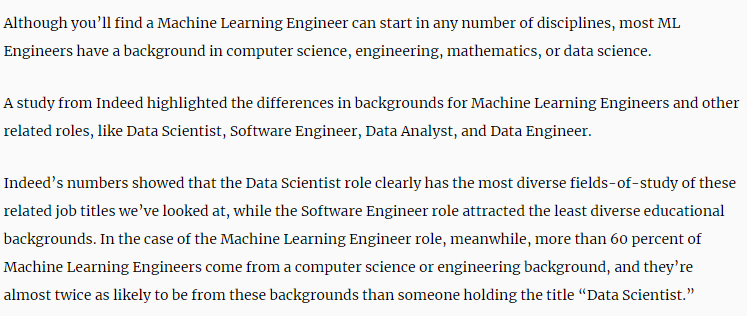 Although you’ll find a Machine Learning Engineer can start in any number of disciplines, most ML
Engineers have a background in computer science, engineering, mathematics, or data science.
A study from Indeed highlighted the differences in backgrounds for Machine Learning Engineers and other
related roles, like Data Scientist, Software Engineer, Data Analyst, and Data Engineer.
Indeed’s numbers showed that the Data Scientist role clearly has the most diverse fields-of-study of these
related job titles we’ve looked at, while the Software Engineer role attracted the least diverse educational
backgrounds. In the case of the Machine Learning Engineer role, meanwhile, more than 60 percent of
Machine Learning Engineers come from a computer science or engineering background, and they’re
almost twice as likely to be from these backgrounds than someone holding the title “Data Scientist.”